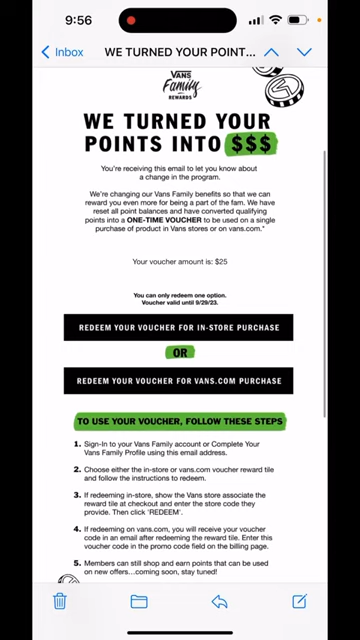 9:56
Inbox
WE TURNED YOUR POINT...
VANS
Family
REWARDS
WE TURNED YOUR
POINTS INTO $$$
You're receiving this email to let you know about
a change in the program.
We're changing our Vans Family benefits so that we can
reward you even more for being a part of the fam. We have
reset all point balances and have converted qualifying
points into a ONE-TIME VOUCHER to be used on a single
purchase of product in Vans stores or on vans.com.*
Your voucher amount is: $25
You can only redeem one option.
Voucher valid until 9/29/23.
REDEEM YOUR VOUCHER FOR IN-STORE PURCHASE
OR
REDEEM YOUR VOUCHER FOR VANS.COM PURCHASE
TO USE YOUR VOUCHER, FOLLOW THESE STEPS
1. Sign-In to your Vans Family account or Complete Your
Vans Family Profile using this email address.
2. Choose either the in-store or vans.com voucher reward tile
and follow the instructions to redeem.
3. If redeeming in-store, show the Vans store associate the
reward tile at checkout and enter the store code they
provide. Then click 'REDEEM'.
4. If redeeming on vans.com, you will receive your voucher
code in an email after redeeming the reward tile. Enter this
voucher code in the promo code field on the billing page.
5. Members can still shop and earn points that can be used
on new offers...coming soon, stay tuned!